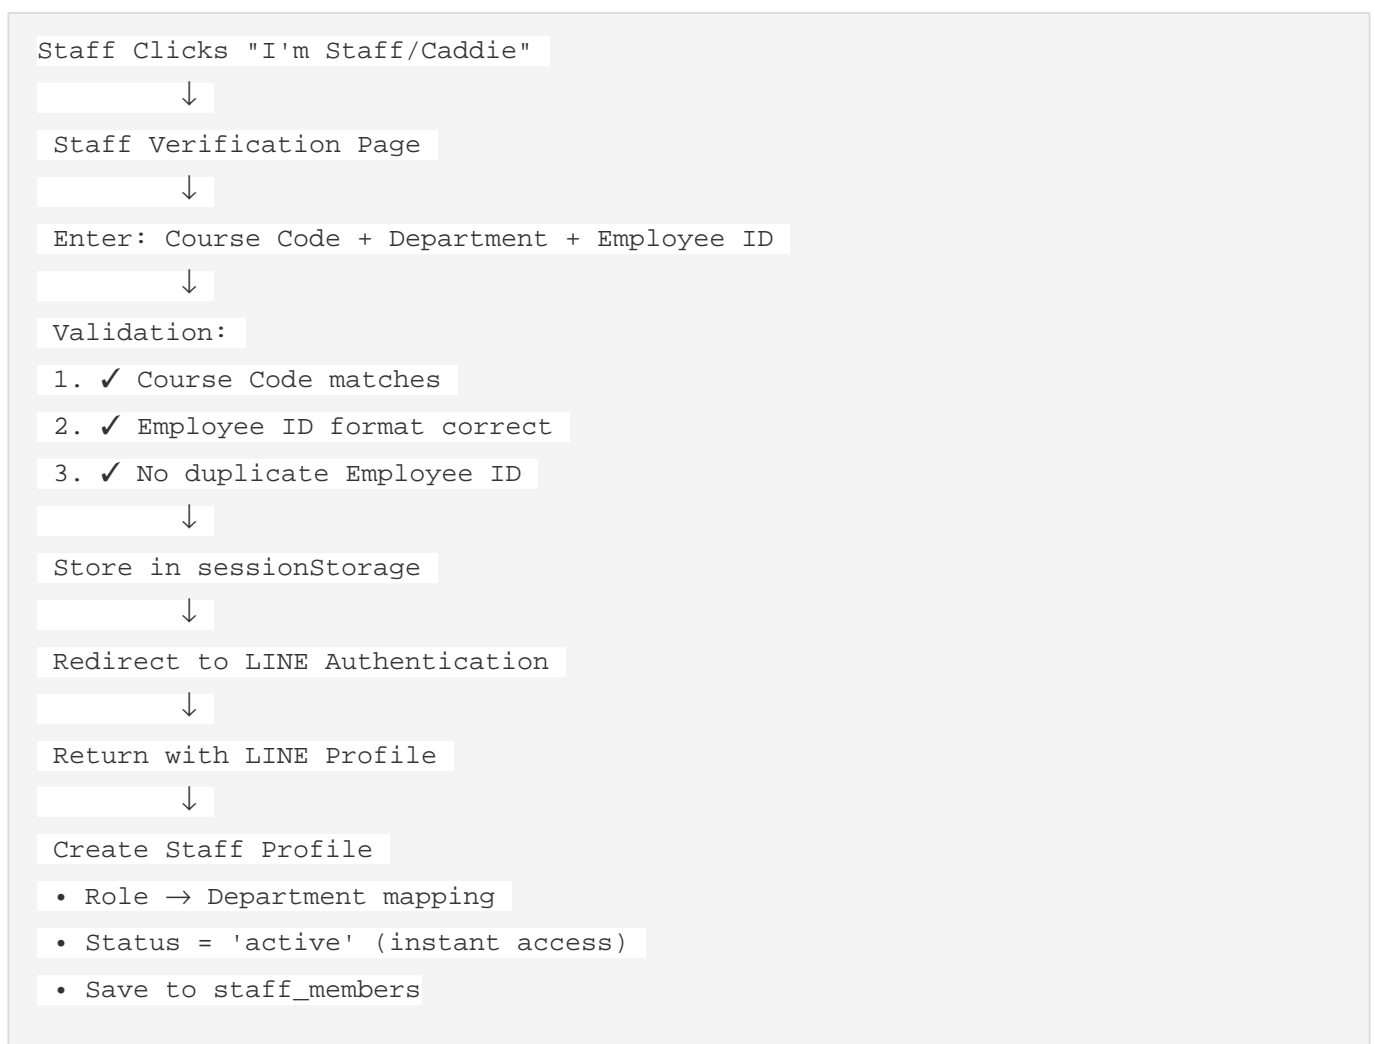 Staff Clicks "I'm Staff/Caddie"
↓
Staff Verification Page
↓
Enter: Course Code + Department + Employee ID
↓
Validation:
1. ✓ Course Code matches
2. ✓ Employee ID format correct
3. ✓ No duplicate Employee ID
↓
Store in sessionStorage
↓
Redirect to LINE Authentication
↓
Return with LINE Profile
↓
Create Staff Profile
• Role → Department mapping
• Status = 'active' (instant access)
• Save to staff_members